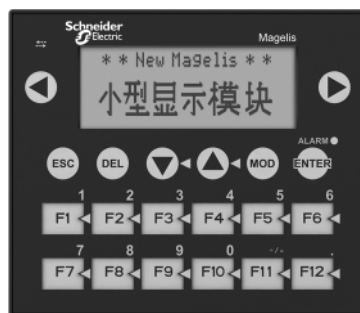 Schneider
Electric
Magelis
* * New Magelis * *
小型显示模块
ALARM
ESC DEL MOD ENTER
1 2 3 4 5 6
F1 F2 F3 F4 F5 F6
7 8 9 0 -/- .
F7 F8 F9 F10 F11 F12